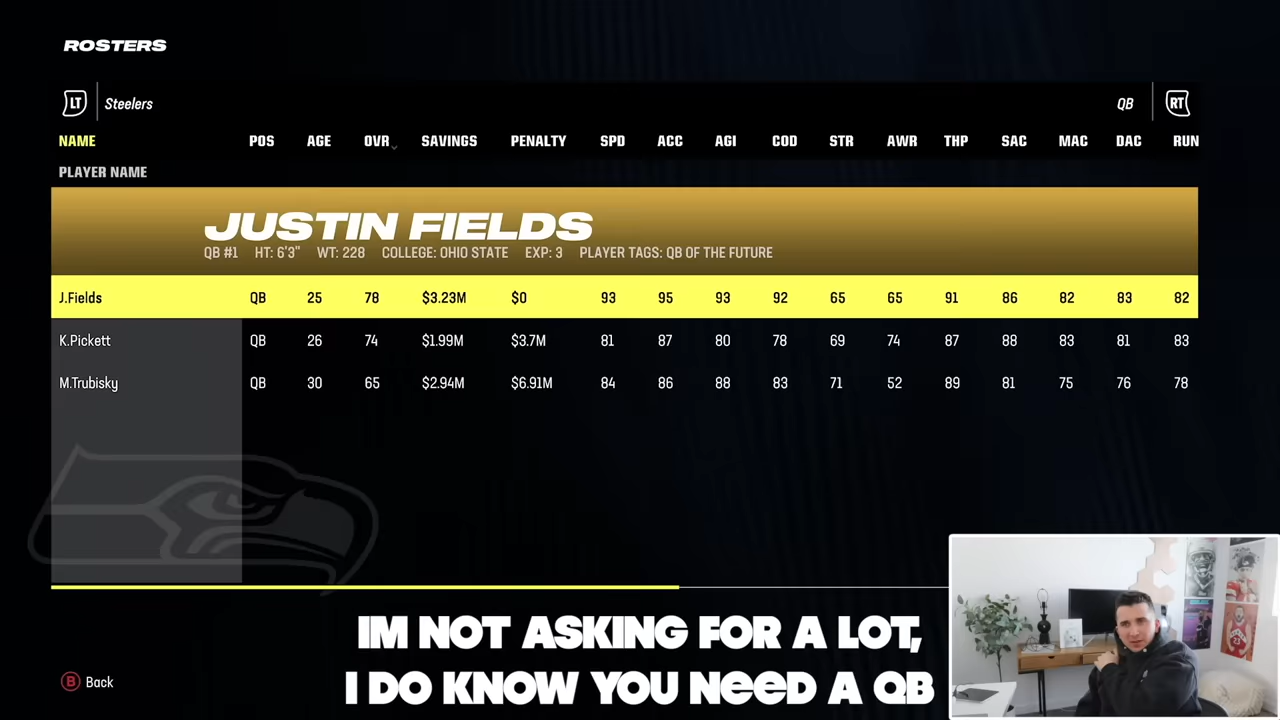 ROSTERS
LT Steelers QB RT
NAME POS AGE OVR SAVINGS PENALTY SPD ACC AGI COD STR AWR THP SAC MAC DAC RUN
PLAYER NAME
JUSTIN FIELDS
QB #1 HT: 6'3" WT: 228 COLLEGE: OHIO STATE EXP: 3 PLAYER TAGS: QB OF THE FUTURE
J.Fields QB 25 78 $3.23M $0 93 95 93 92 65 65 91 86 82 83 82
K.Pickett QB 26 74 $1.99M $3.7M 81 87 80 78 69 74 87 88 83 81 83
M.Trubisky QB 30 65 $2.94M $6.91M 84 86 88 83 71 52 89 81 75 76 78
IM NOT ASKING FOR A LOT,
I DO KNOW YOU NEED A QB
B Back